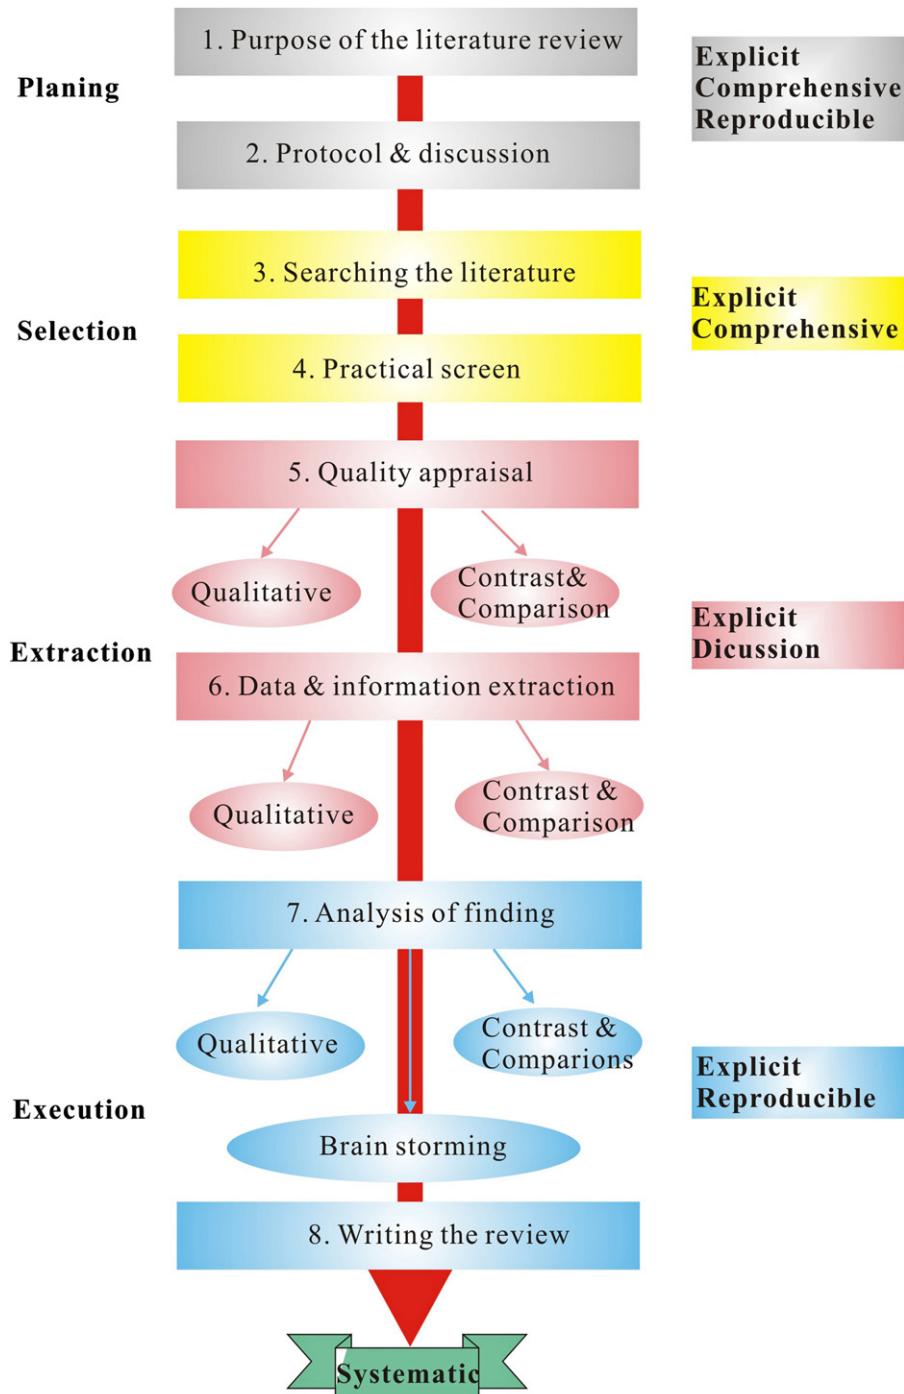 1. Purpose of the literature review
Planing
Explicit
Comprehensive
Reproducible
2. Protocol & discussion
3. Searching the literature
Selection
Explicit
Comprehensive
4. Practical screen
5. Quality appraisal
Qualitative
Contrast&
Comparison
Extraction
Explicit
Dicussion
6. Data & information extraction
Qualitative
Contrast &
Comparison
7. Analysis of finding
Qualitative
Contrast &
Comparions
Execution
Explicit
Reproducible
Brain storming
8. Writing the review
Systematic